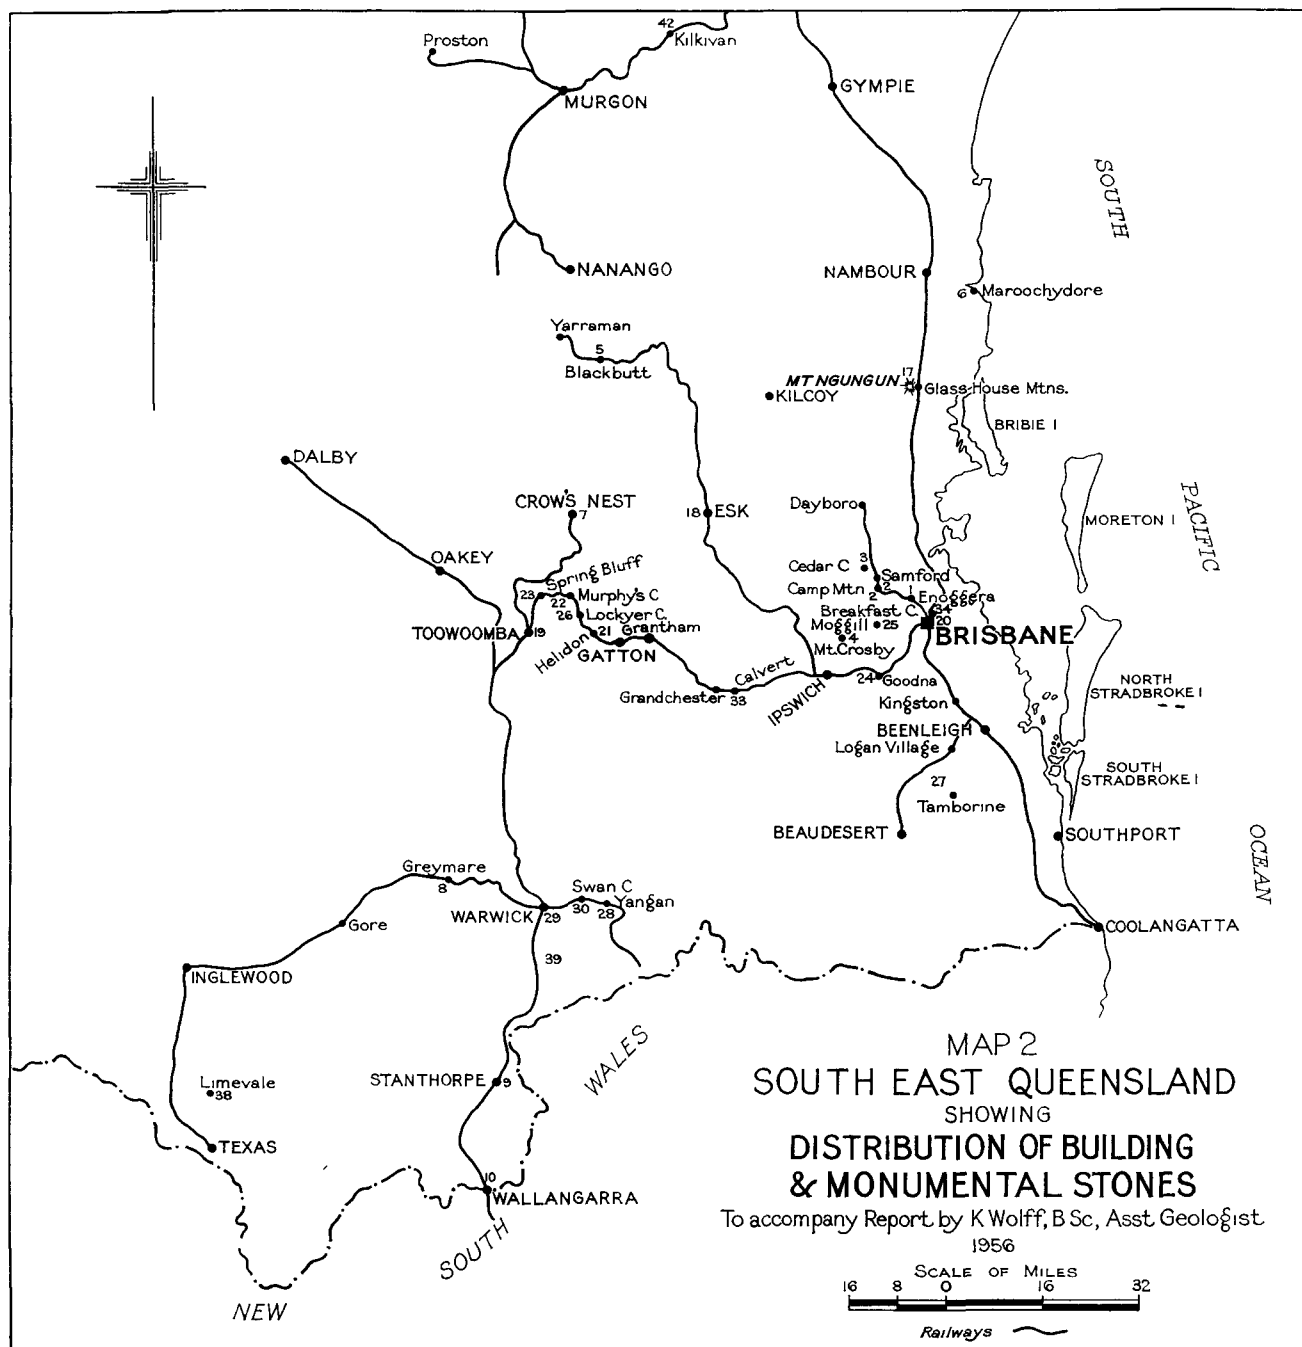 42
Proston
Kilkivan
GYMPIE
MURGON
SOUTH
NANANGO
NAMBOUR
6 Maroochydore
Yarraman
5
Blackbutt
17
MT NGUNGUN
Glass House Mtns.
KILCOY
BRIBIE I
DALBY
CROW'S NEST
7
18 ESK
Dayboro
PACIFIC
MORETON I
OAKEY
3
Cedar C
Samford
Spring Bluff
23
22
Murphy's C
Camp Mtn
2
2
1
Enoggera
26
Lockyer C.
Breakfast C.
34
TOOWOOMBA
19
Helidon
21
Grantham
GATTON
Moggill
25
20
BRISBANE
4
Mt. Crosby
Calvert
Grandchester
33
IPSWICH
24
Goodna
NORTH
STRADBROKE I
Kingston
BEENLEIGH
Logan Village
SOUTH
STRADBROKE I
27
Tamborine
BEAUDESERT
SOUTHPORT
OCEAN
Greymare
8
Swan C
Yangan
WARWICK
29
30
28
Gore
COOLANGATTA
39
INGLEWOOD
WALES
Limevale
38
STANTHORPE
9
TEXAS
10
WALLANGARRA
SOUTH
NEW
MAP 2
SOUTH EAST QUEENSLAND
SHOWING
DISTRIBUTION OF BUILDING
& MONUMENTAL STONES
To accompany Report by K Wolff, B Sc, Asst Geologist
1956
SCALE OF MILES
16 8 0 16 32
Railways